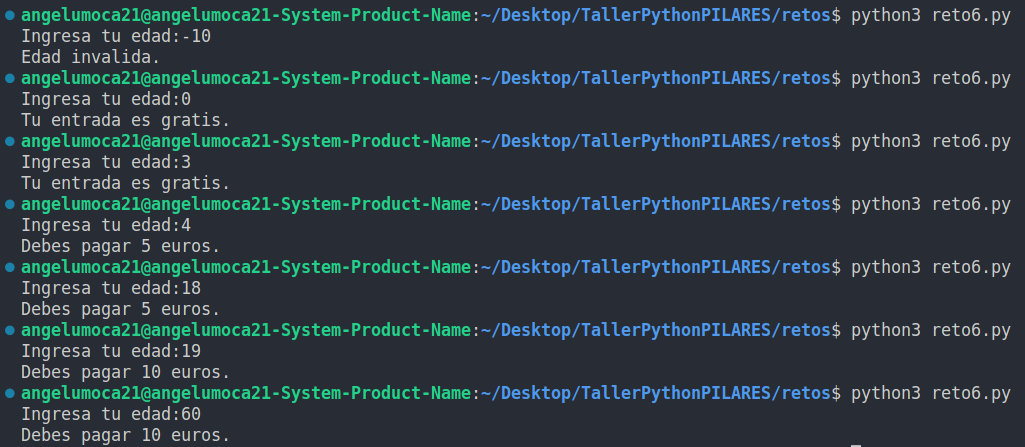 angelumoca21@angelumoca21-System-Product-Name:~/Desktop/TallerPythonPILARES/retos$ python3 reto6.py
Ingresa tu edad:-10
Edad invalida.
angelumoca21@angelumoca21-System-Product-Name:~/Desktop/TallerPythonPILARES/retos$ python3 reto6.py
Ingresa tu edad:0
Tu entrada es gratis.
angelumoca21@angelumoca21-System-Product-Name:~/Desktop/TallerPythonPILARES/retos$ python3 reto6.py
Ingresa tu edad:3
Tu entrada es gratis.
angelumoca21@angelumoca21-System-Product-Name:~/Desktop/TallerPythonPILARES/retos$ python3 reto6.py
Ingresa tu edad:4
Debes pagar 5 euros.
angelumoca21@angelumoca21-System-Product-Name:~/Desktop/TallerPythonPILARES/retos$ python3 reto6.py
Ingresa tu edad:18
Debes pagar 5 euros.
angelumoca21@angelumoca21-System-Product-Name:~/Desktop/TallerPythonPILARES/retos$ python3 reto6.py
Ingresa tu edad:19
Debes pagar 10 euros.
angelumoca21@angelumoca21-System-Product-Name:~/Desktop/TallerPythonPILARES/retos$ python3 reto6.py
Ingresa tu edad:60
Debes pagar 10 euros.